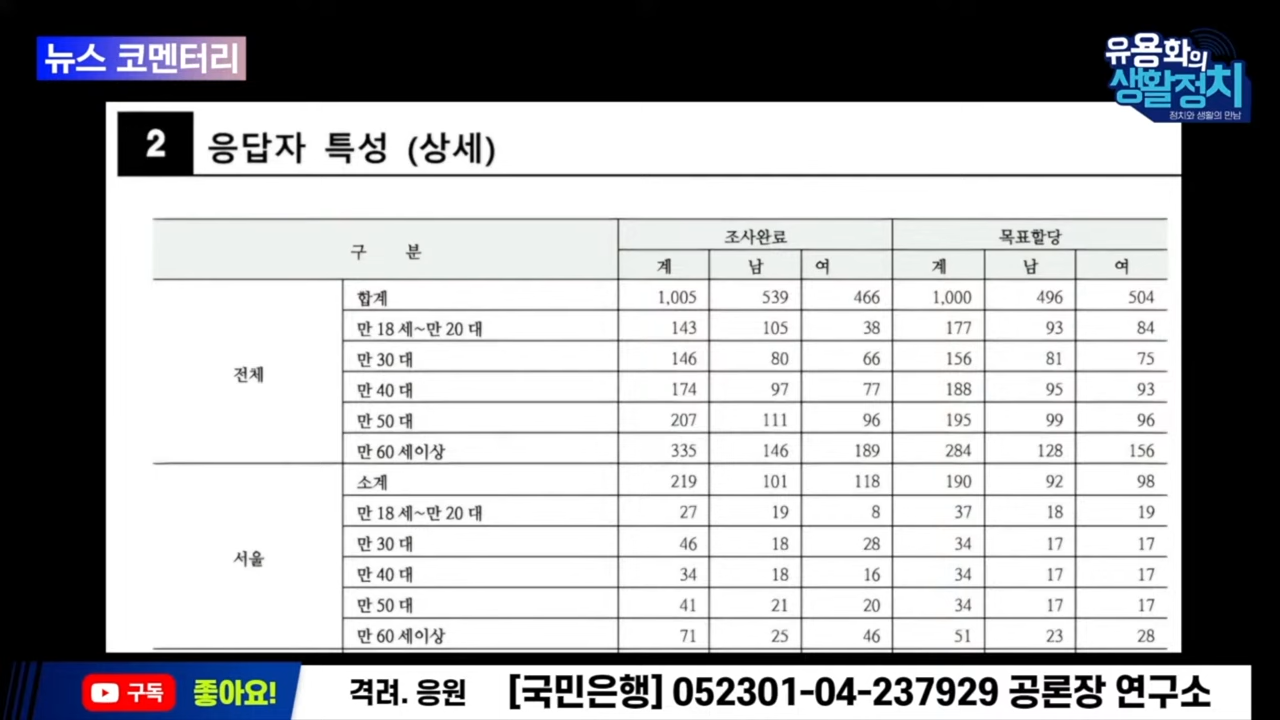 뉴스 코멘터리
유용화의
생활정치
정치와 생활의 만남
2 응답자 특성 (상세)
구 분 조사완료 목표할당
계 남 여 계 남 여
전체
합계 1,005 539 466 1,000 496 504
만 18 세~만 20 대 143 105 38 177 93 84
만 30 대 146 80 66 156 81 75
만 40 대 174 97 77 188 95 93
만 50 대 207 111 96 195 99 96
만 60 세이상 335 146 189 284 128 156
서울
소계 219 101 118 190 92 98
만 18 세~만 20 대 27 19 8 37 18 19
만 30 대 46 18 28 34 17 17
만 40 대 34 18 16 34 17 17
만 50 대 41 21 20 34 17 17
만 60 세이상 71 25 46 51 23 28
구독 좋아요! 격려. 응원 [국민은행] 052301-04-237929 공론장 연구소